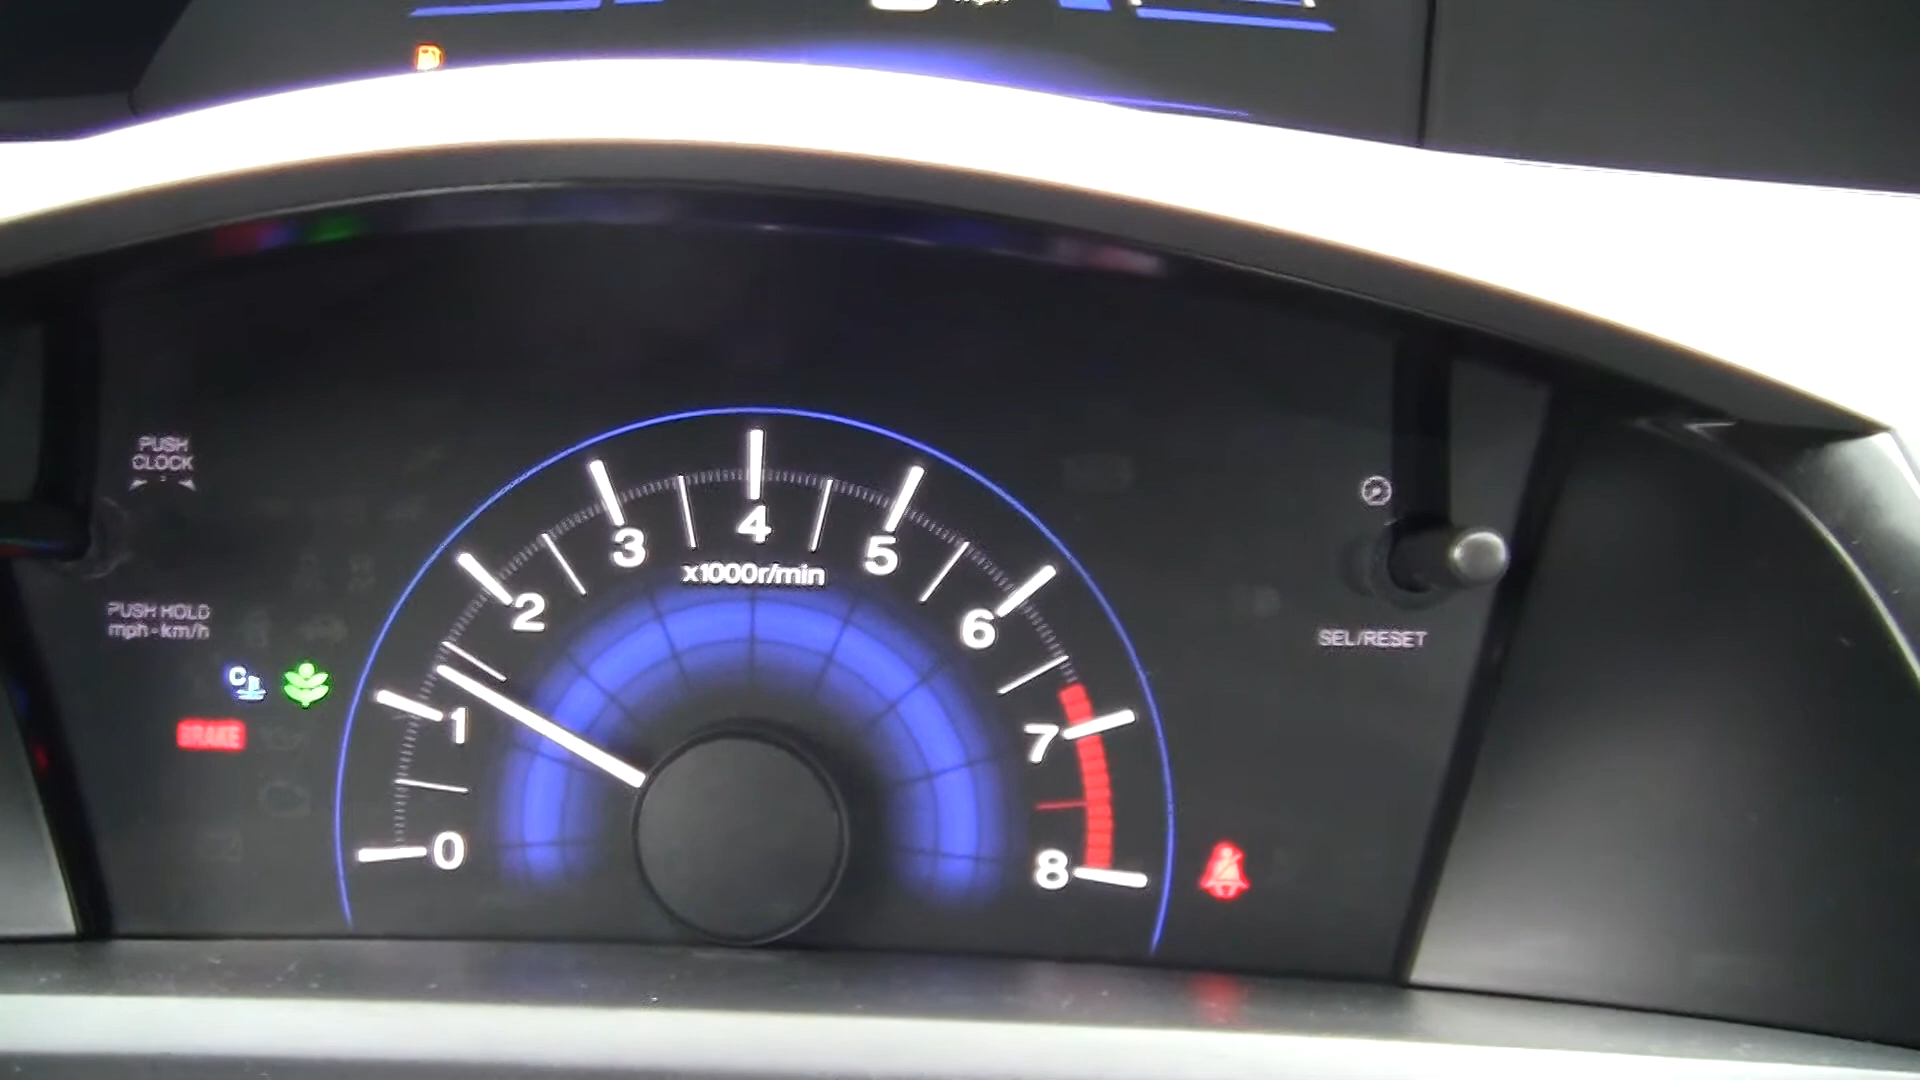 PUSH
CLOCK
PUSH HOLD
mph-km/h
C
BRAKE
0
1
2
3
4
5
6
7
8
x1000r/min
SEL/RESET